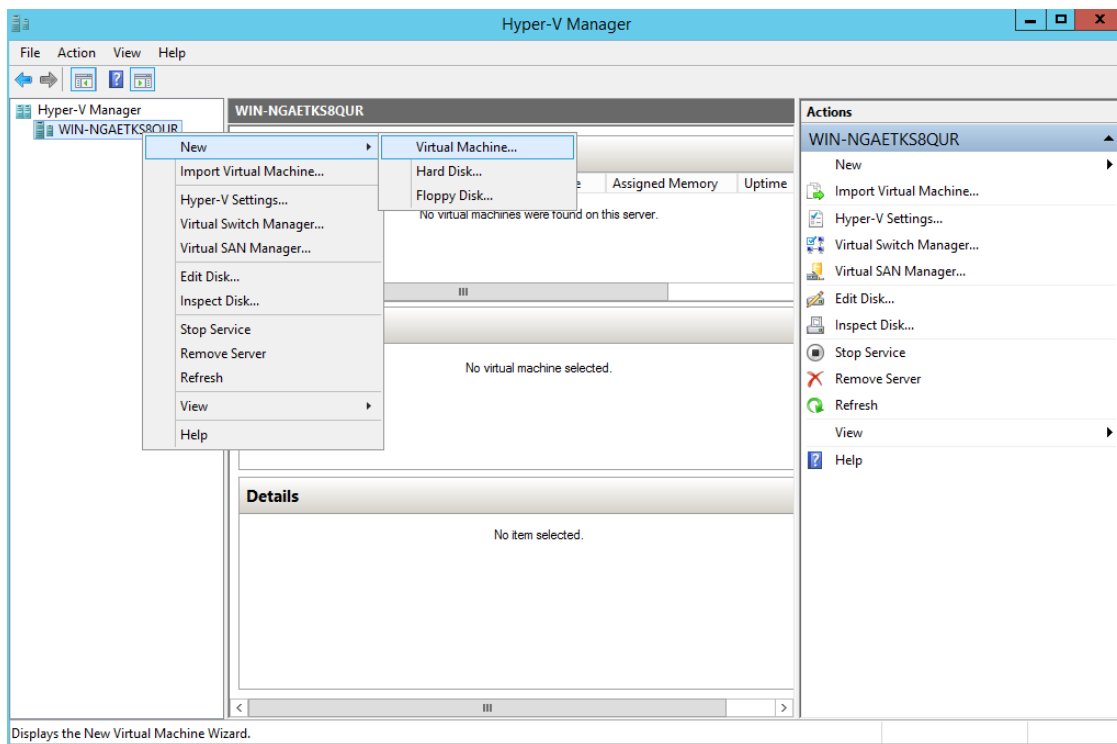 Hyper-V Manager
File Action View Help
Hyper-V Manager
WIN-NGAETKS8QUR
New
Import Virtual Machine...
Hyper-V Settings...
Virtual Switch Manager...
Virtual SAN Manager...
Edit Disk...
Inspect Disk...
Stop Service
Remove Server
Refresh
View
Help
Virtual Machine...
Hard Disk...
Floppy Disk...
WIN-NGAETKS8QUR
Assigned Memory Uptime
No virtual machines were found on this server.
No virtual machine selected.
Details
No item selected.
Actions
WIN-NGAETKS8QUR
New
Import Virtual Machine...
Hyper-V Settings...
Virtual Switch Manager...
Virtual SAN Manager...
Edit Disk...
Inspect Disk...
Stop Service
Remove Server
Refresh
View
Help
Displays the New Virtual Machine Wizard.